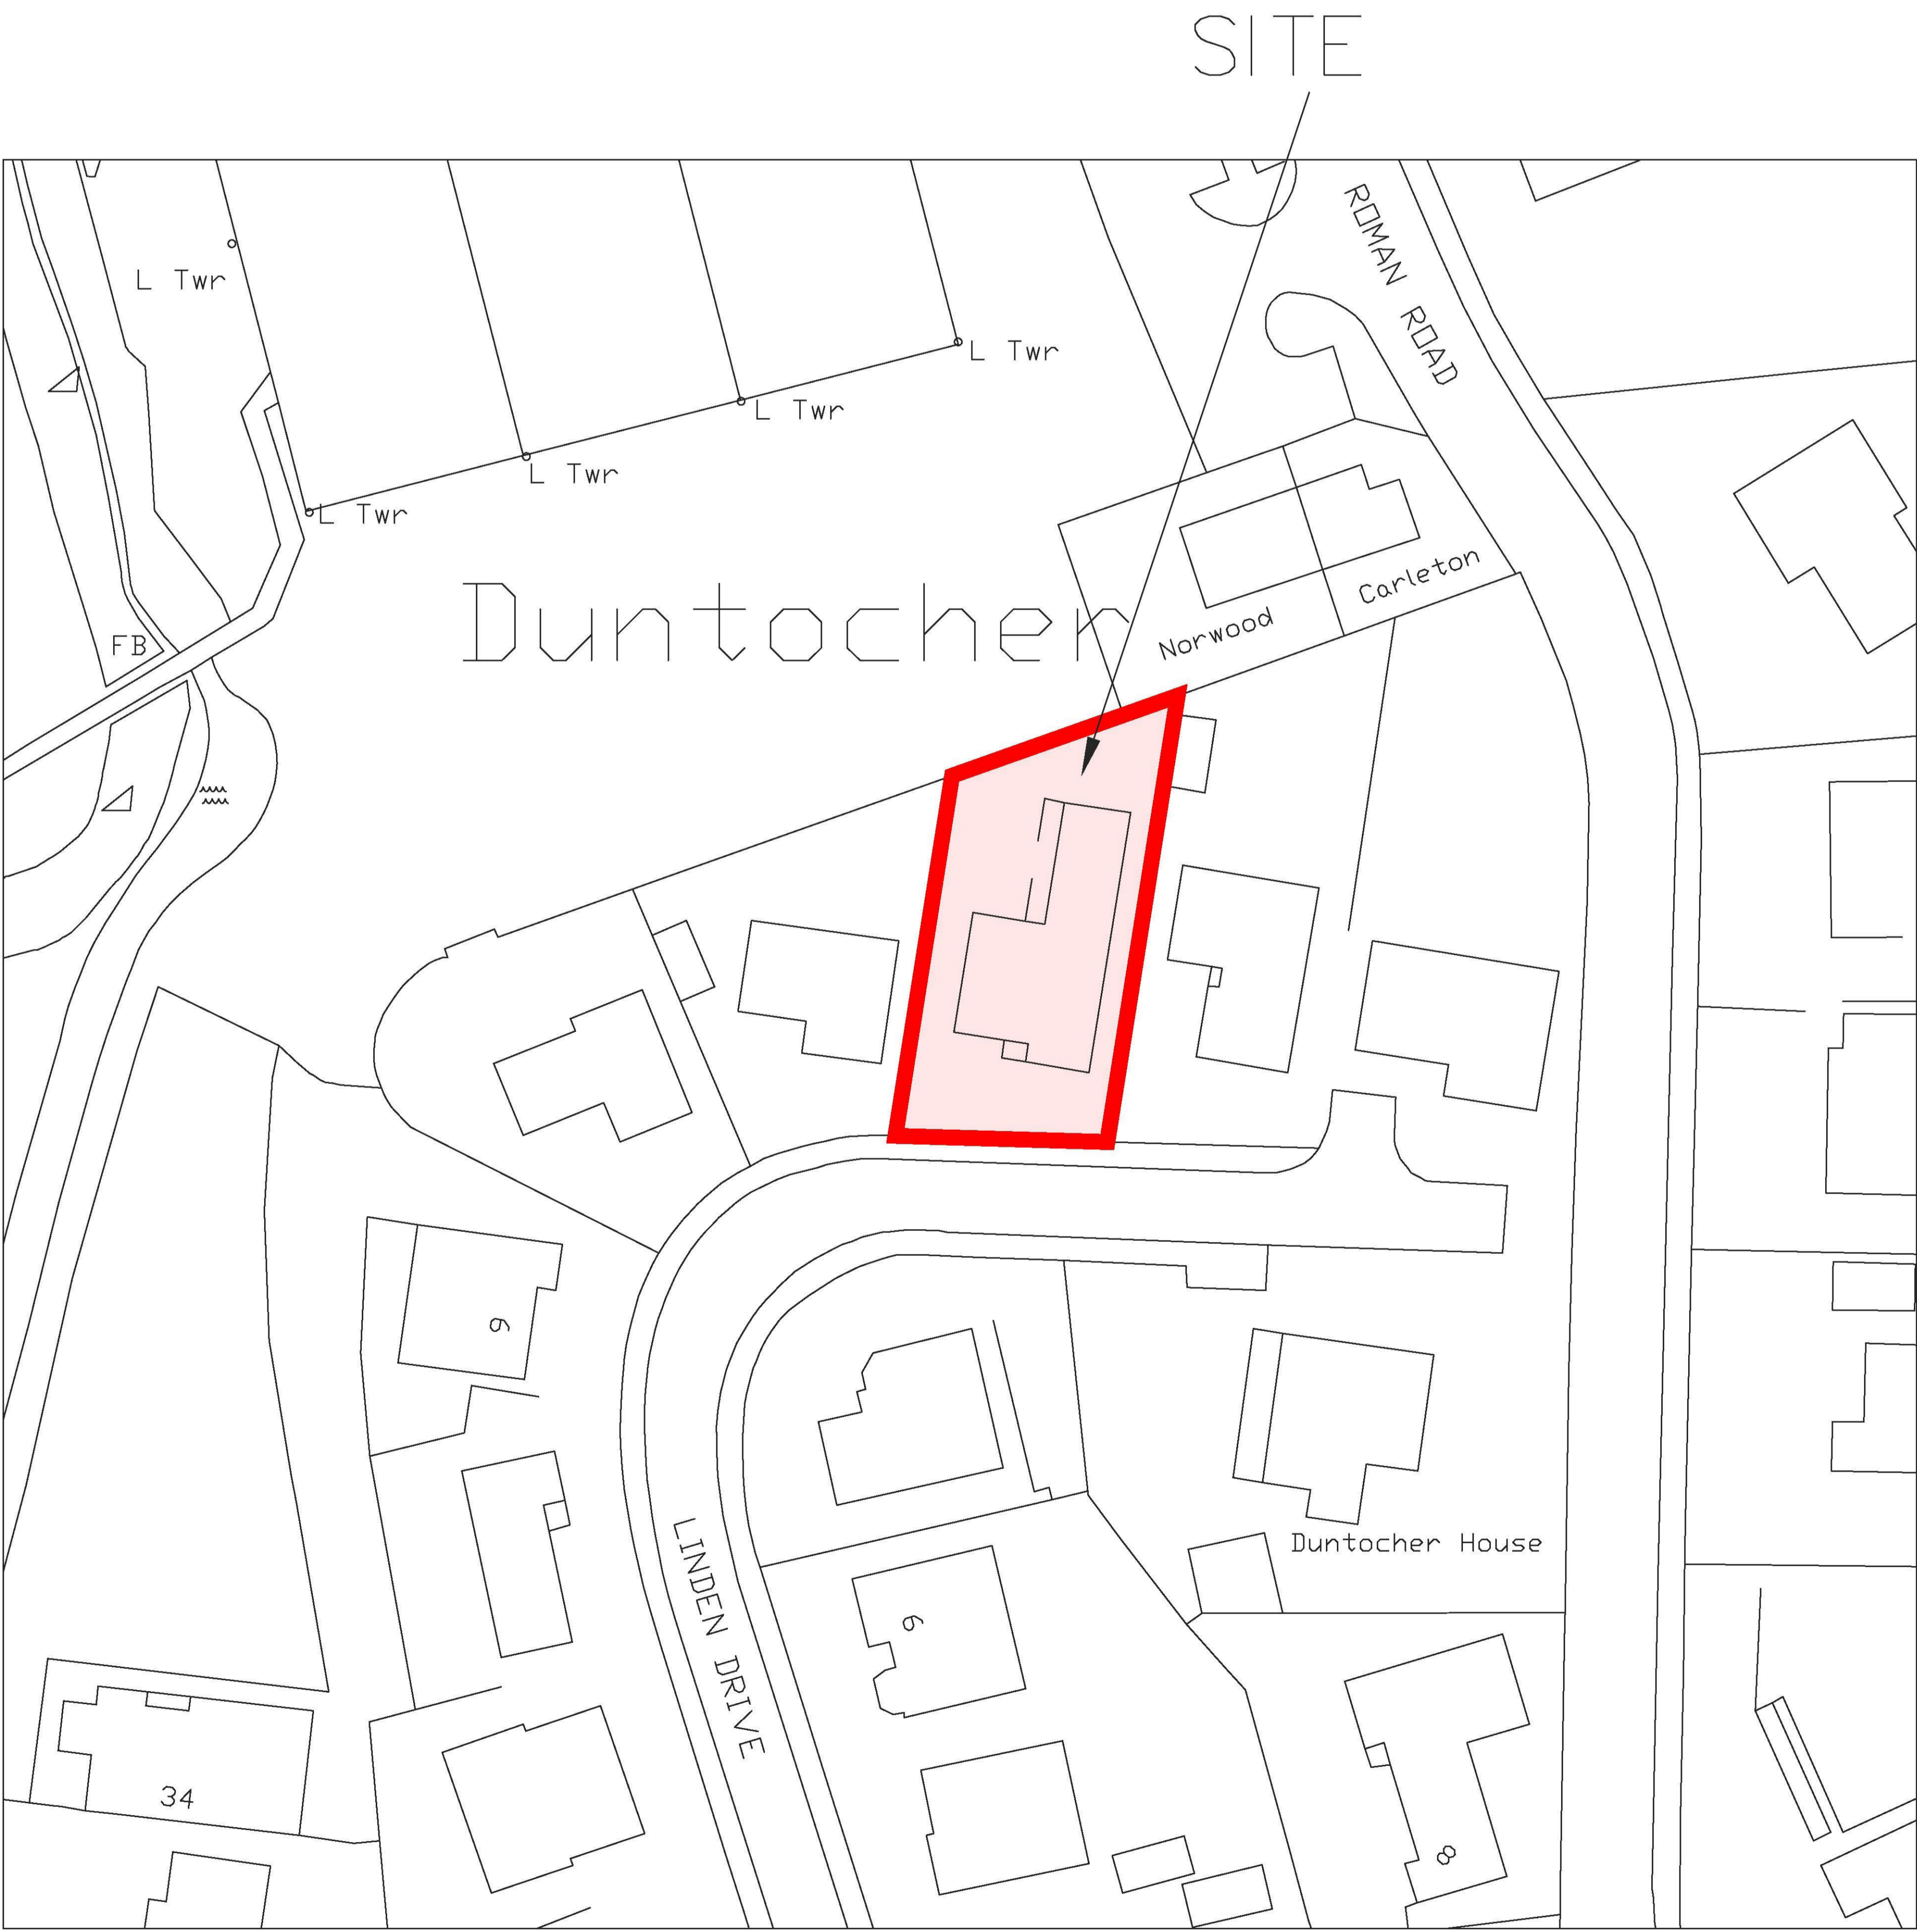 SITE
ROMAN ROAD
L Twr
L Twr
L Twr
L Twr
L Twr
Carleton
Norwood
Duntocher
FB
9
Duntocher House
LINDEN DRIVE
6
34
8